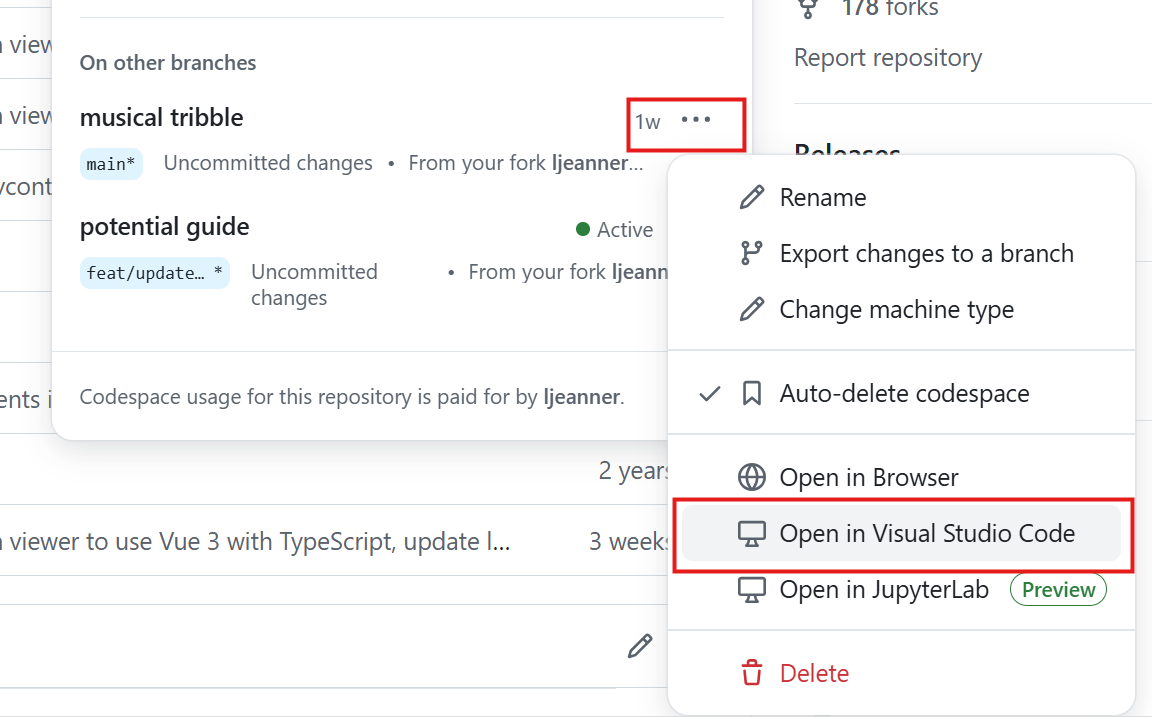 178 forks
view
On other branches
Report repository
musical tribble
1w
view
Releases
main*
Uncommitted changes • From your fork ljeanner...
Rename
potential guide
Active
Export changes to a branch
feat/update… *
Uncommitted changes
• From your fork ljeann
Change machine type
Auto-delete codespace
ents i
Codespace usage for this repository is paid for by ljeanner.
2 years
Open in Browser
viewer to use Vue 3 with TypeScript, update l...
3 weeks
Open in Visual Studio Code
Open in JupyterLab
Preview
Delete